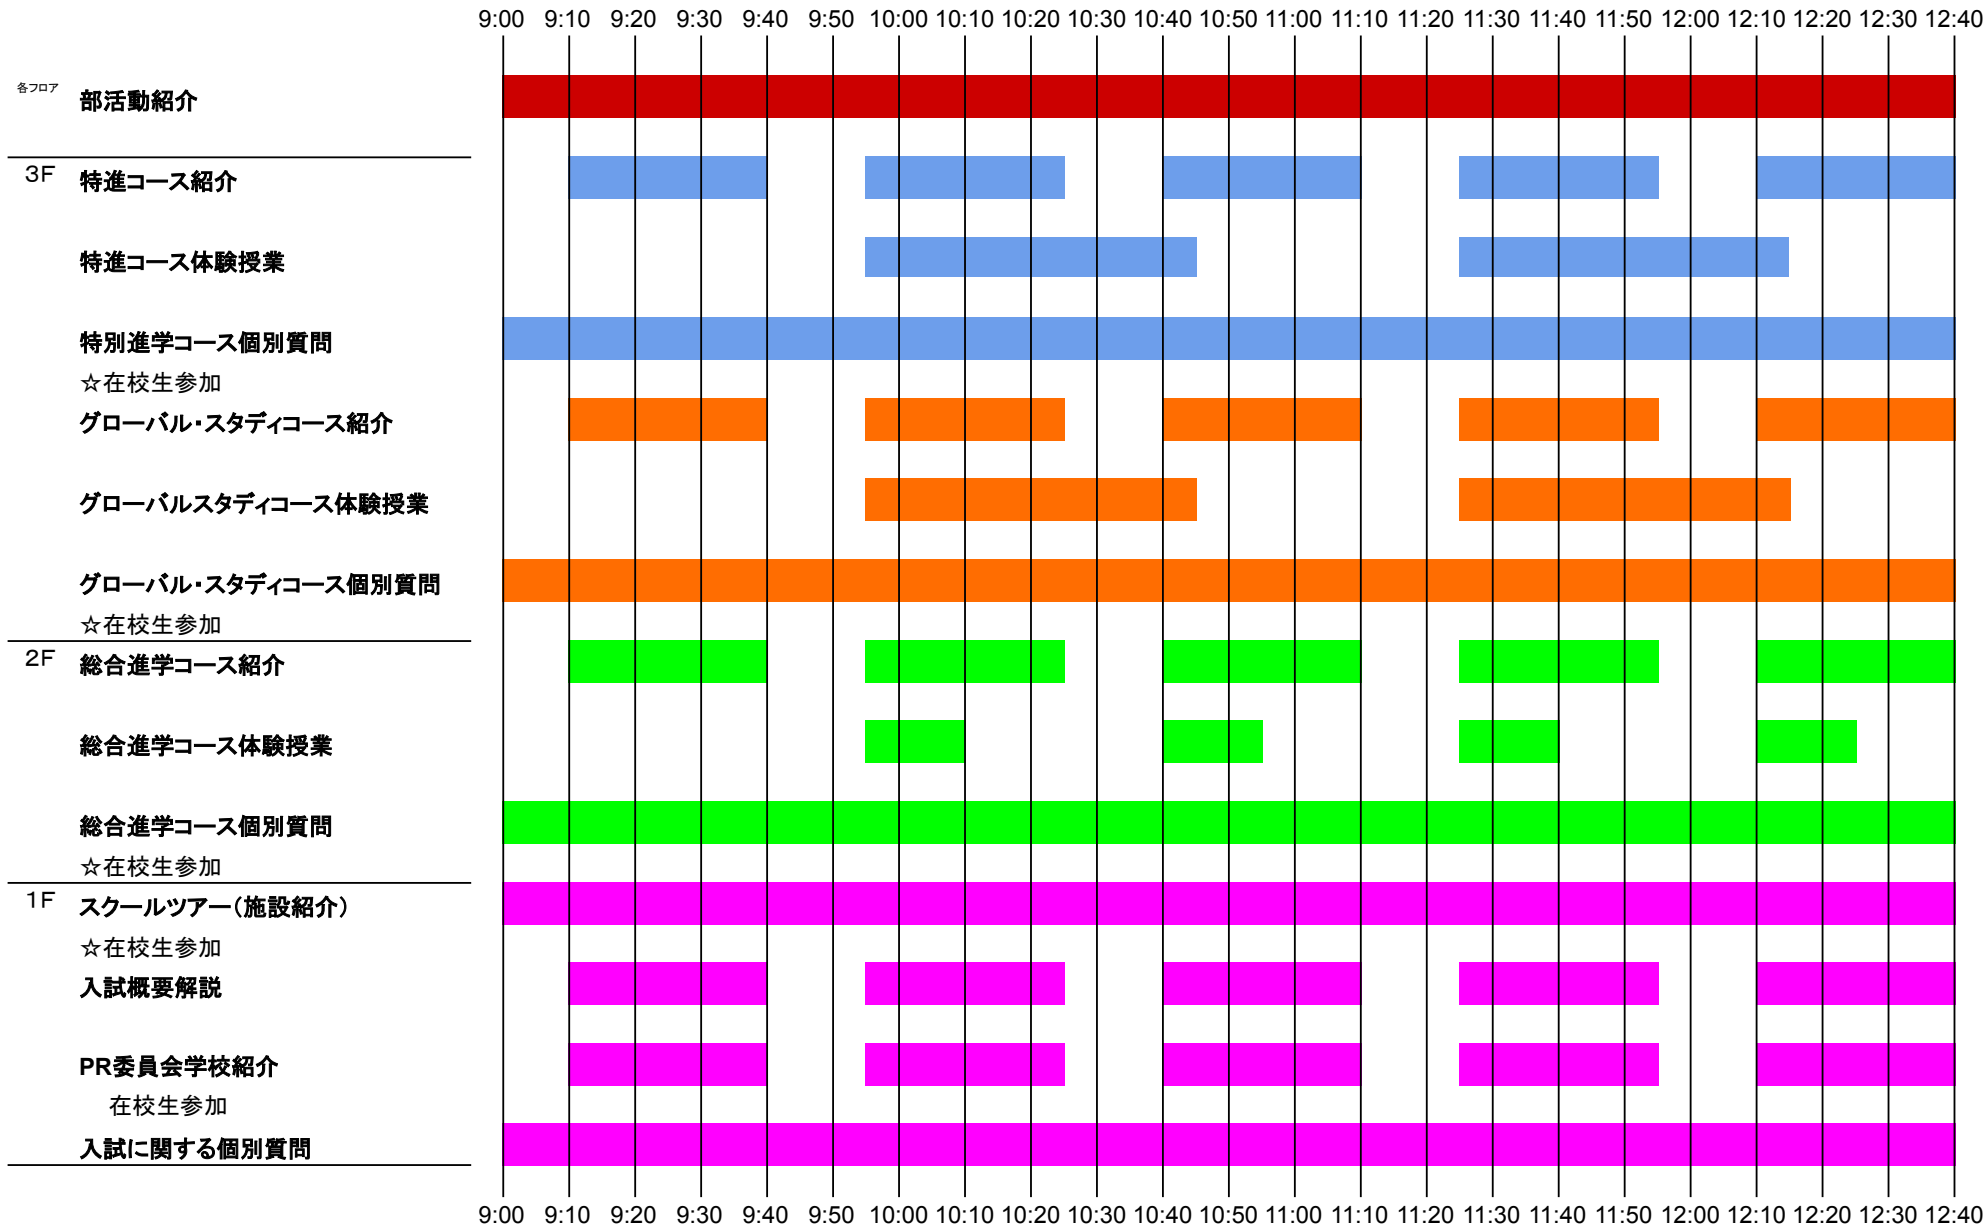 9:00 9:10 9:20 9:30 9:40 9:50 10:00 10:10 10:20 10:30 10:40 10:50 11:00 11:10 11:20 11:30 11:40 11:50 12:00 12:10 12:20 12:30 12:40
各フロア 部活動紹介
3F 特進コース紹介
特進コース体験授業
特別進学コース個別質問
☆在校生参加
グローバル・スタディコース紹介
グローバルスタディコース体験授業
グローバル・スタディコース個別質問
☆在校生参加
2F 総合進学コース紹介
総合進学コース体験授業
総合進学コース個別質問
☆在校生参加
1F スクールツアー（施設紹介）
☆在校生参加
入試概要解説
PR委員会学校紹介
在校生参加
入試に関する個別質問
9:00 9:10 9:20 9:30 9:40 9:50 10:00 10:10 10:20 10:30 10:40 10:50 11:00 11:10 11:20 11:30 11:40 11:50 12:00 12:10 12:20 12:30 12:40